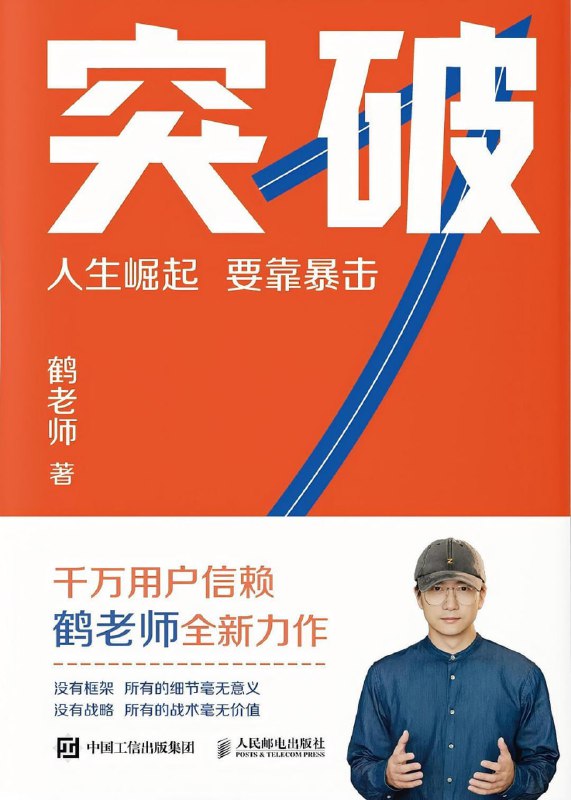 突破
人生崛起 要靠暴击
鹤老师 著
千万用户信赖
鹤老师全新力作
没有框架 所有的细节毫无意义
没有战略 所有的战术毫无价值
中国工信出版集团
人民邮电出版社
POSTS & TELECOM PRESS